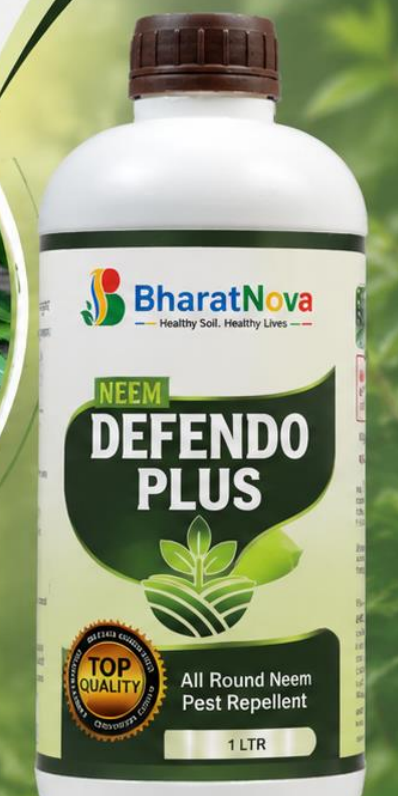 BharatNova
Healthy Soil. Healthy Lives
NEEM
DEFENDO
PLUS
TOP
QUALITY
All Round Neem
Pest Repellent
1 LTR